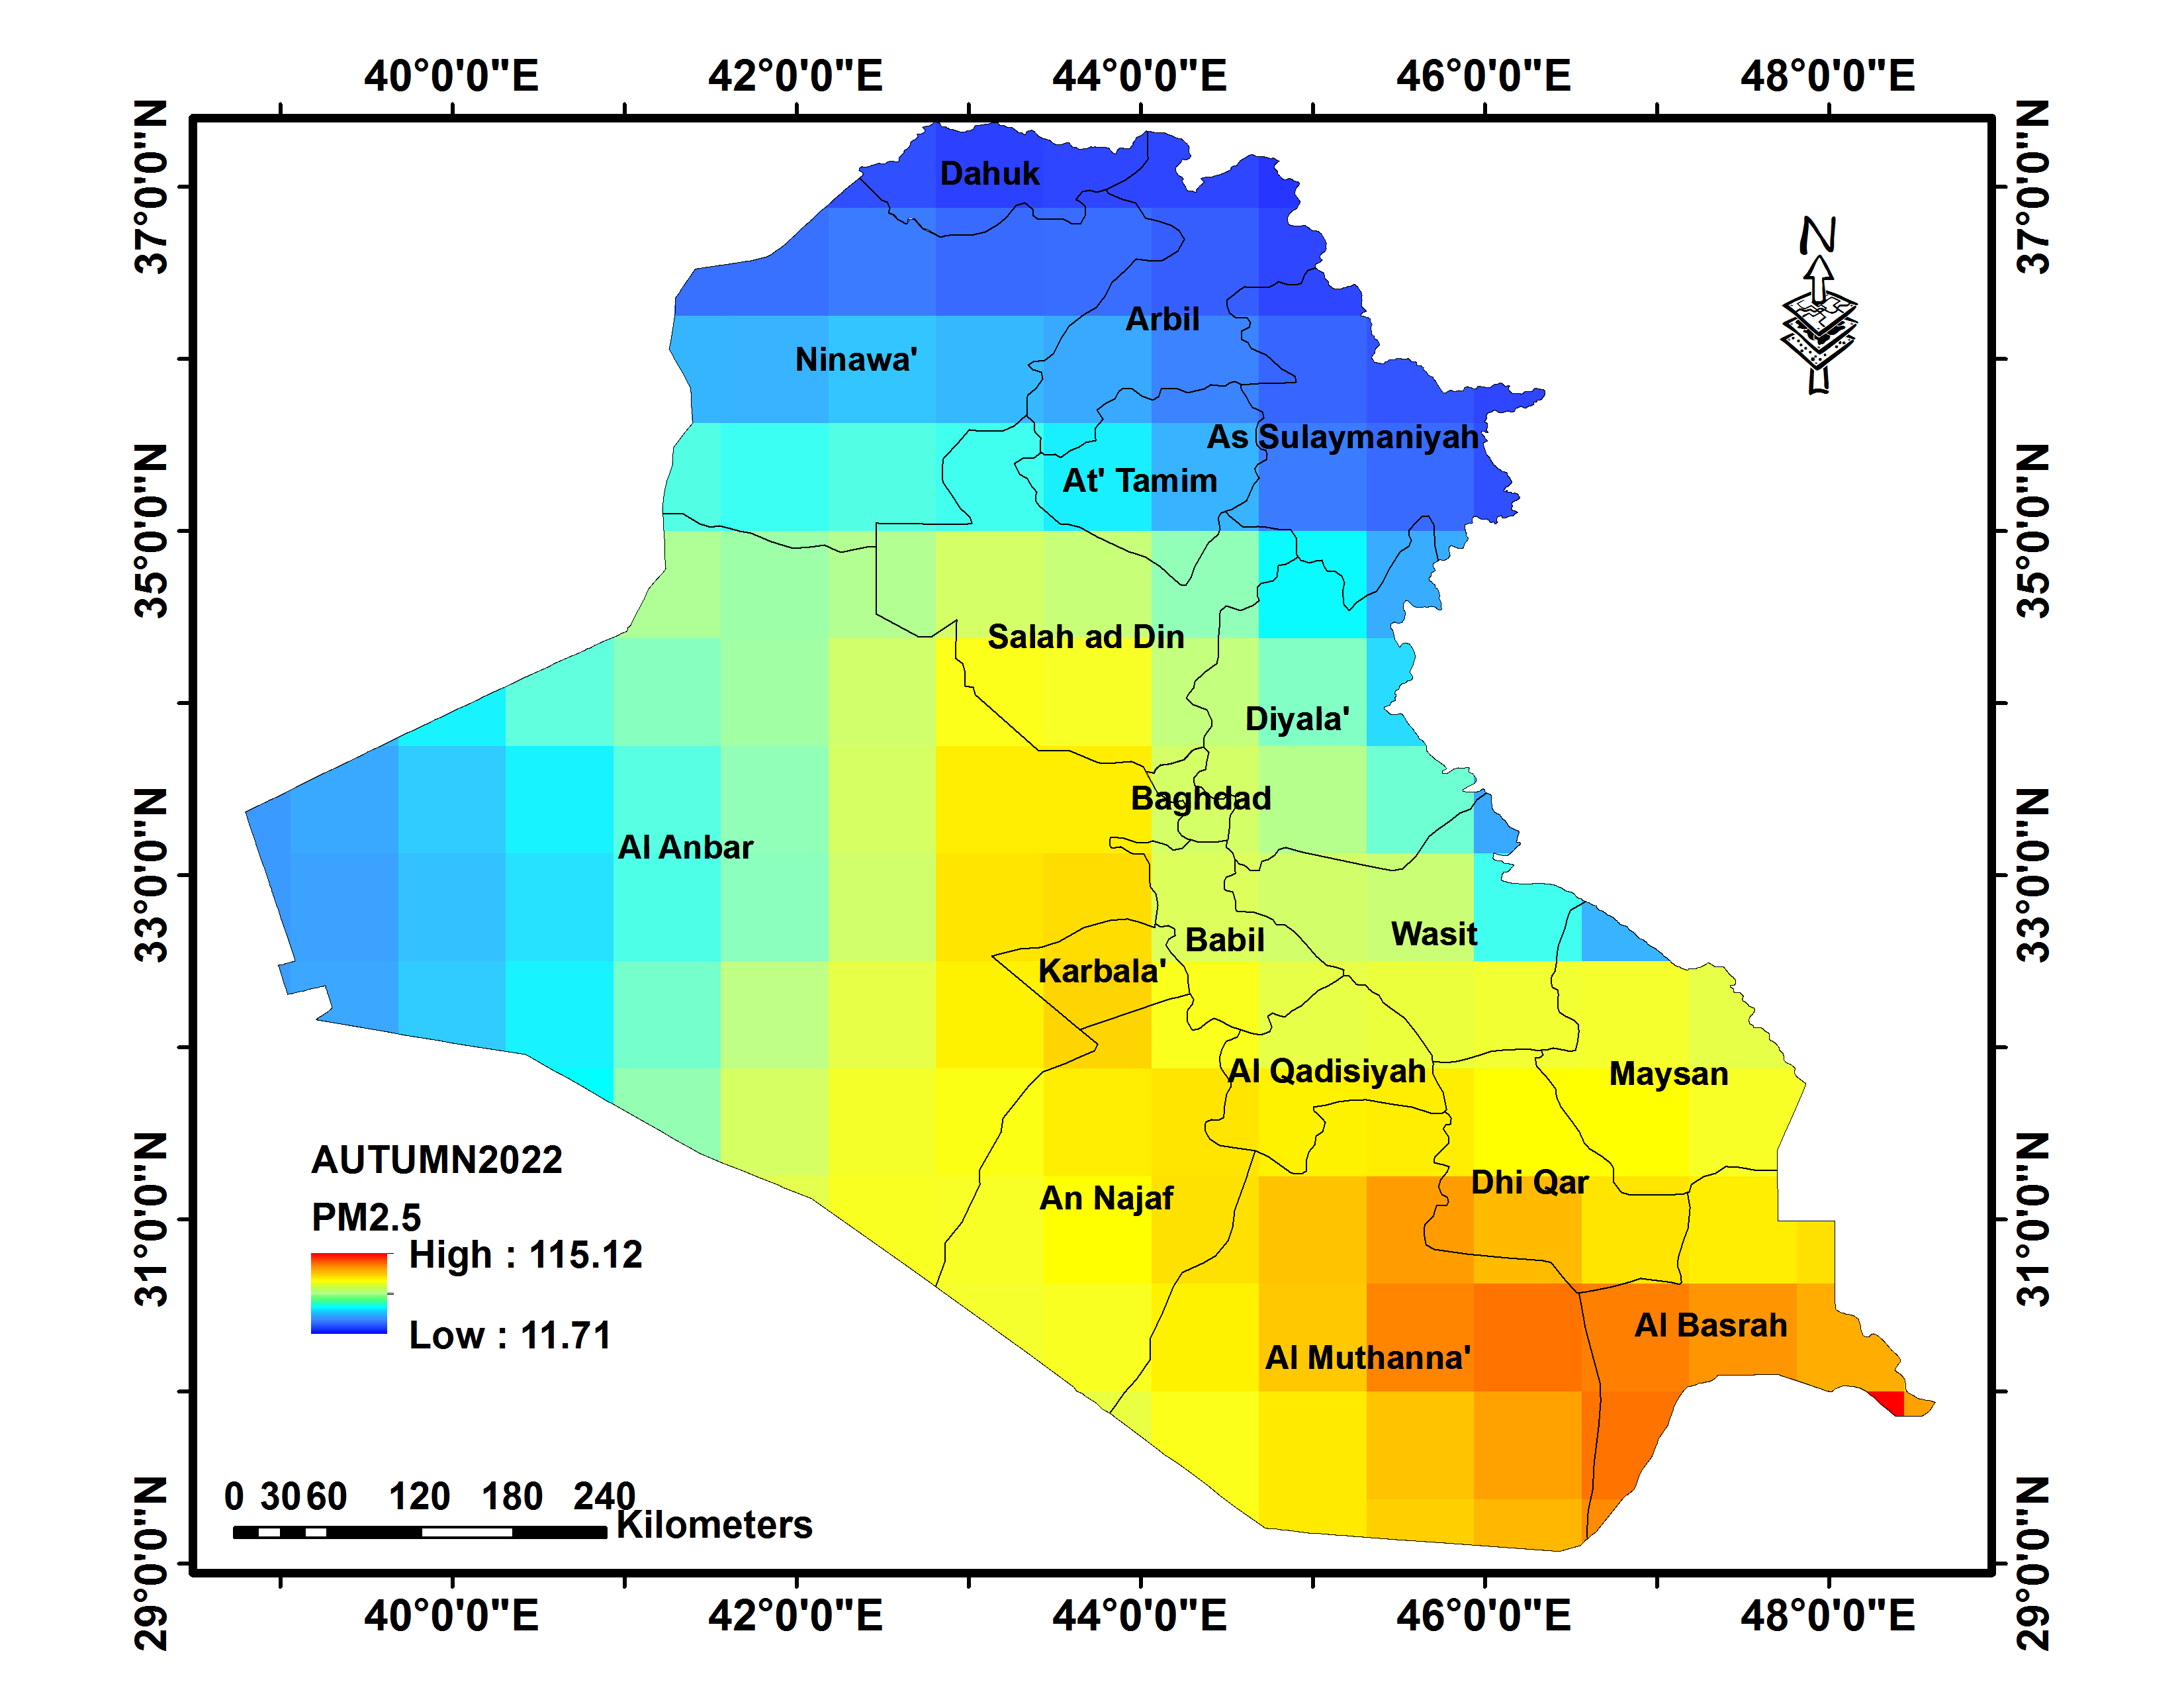 40°0'0"E 42°0'0"E 44°0'0"E 46°0'0"E 48°0'0"E
37°0'0"N
37°0'0"N
35°0'0"N
35°0'0"N
33°0'0"N
33°0'0"N
31°0'0"N
31°0'0"N
29°0'0"N
29°0'0"N
N
Dahuk
Arbil
Ninawa'
As Sulaymaniyah
At' Tamim
Salah ad Din
Diyala'
Baghdad
Al Anbar
Wasit
Babil
Karbala'
Al Qadisiyah
Maysan
Dhi Qar
An Najaf
Al Basrah
Al Muthanna'
AUTUMN2022
PM2.5
High : 115.12
Low : 11.71
0 30 60 120 180 240
Kilometers
40°0'0"E 42°0'0"E 44°0'0"E 46°0'0"E 48°0'0"E